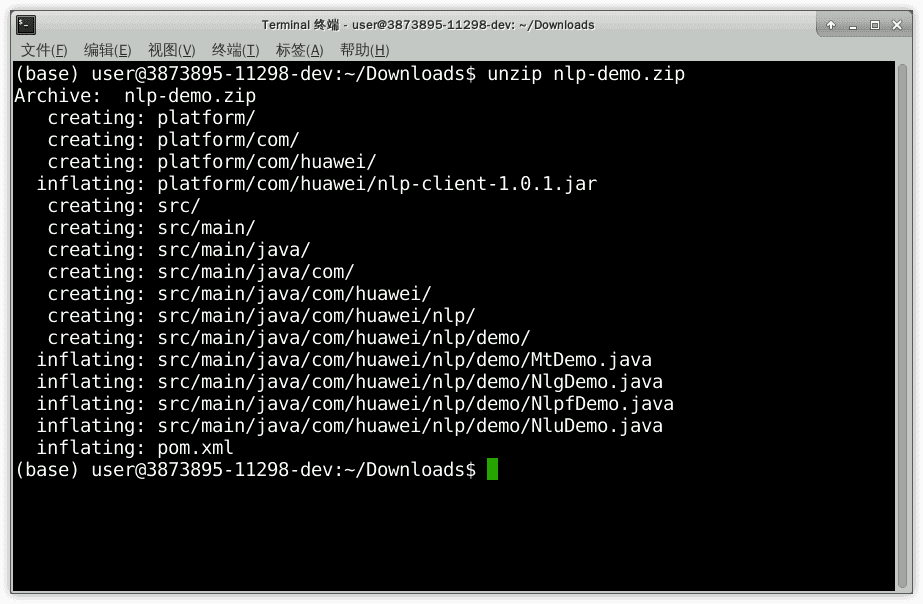 Terminal 终端 - user@3873895-11298-dev: ~/Downloads
文件(F) 编辑(E) 视图(V) 终端(T) 标签(A) 帮助(H)
(base) user@3873895-11298-dev:~/Downloads$ unzip nlp-demo.zip
Archive:  nlp-demo.zip
   creating: platform/
   creating: platform/com/
   creating: platform/com/huawei/
  inflating: platform/com/huawei/nlp-client-1.0.1.jar
   creating: src/
   creating: src/main/
   creating: src/main/java/
   creating: src/main/java/com/
   creating: src/main/java/com/huawei/
   creating: src/main/java/com/huawei/nlp/
   creating: src/main/java/com/huawei/nlp/demo/
  inflating: src/main/java/com/huawei/nlp/demo/MtDemo.java
  inflating: src/main/java/com/huawei/nlp/demo/NlgDemo.java
  inflating: src/main/java/com/huawei/nlp/demo/NlpfDemo.java
  inflating: src/main/java/com/huawei/nlp/demo/NluDemo.java
  inflating: pom.xml
(base) user@3873895-11298-dev:~/Downloads$